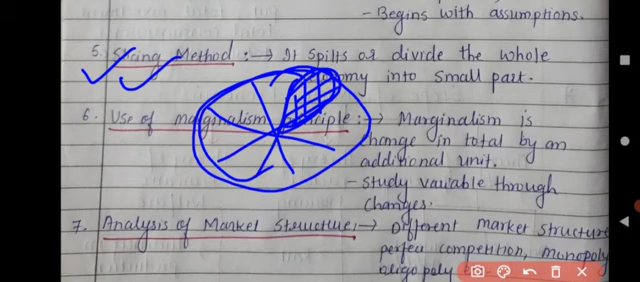 - Begins with assumptions.
5. Slicing Method :→ It Spilts or divide the whole
economy into small part.
6. Use of marginalism Principle :→ Marginalism is
change in total by an
additional unit.
- Study variable through
changes.
7. Analysis of Market Structure:→ Different market structure
perfect competition, monopoly
oligopoly